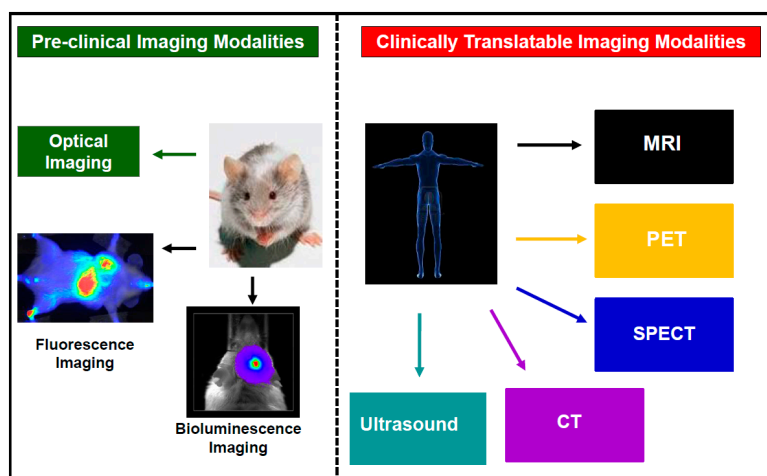 Pre-clinical Imaging Modalities
Clinically Translatable Imaging Modalities
Optical
Imaging
Fluorescence
Imaging
Bioluminescence
Imaging
MRI
PET
SPECT
CT
Ultrasound